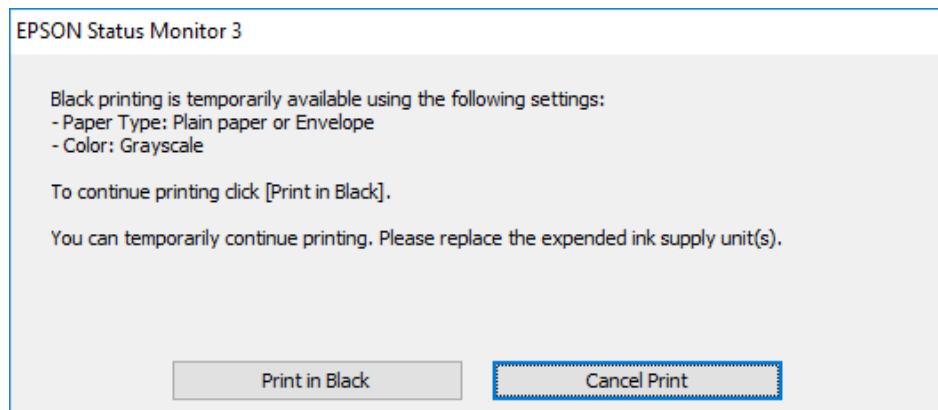 EPSON Status Monitor 3
Black printing is temporarily available using the following settings:
- Paper Type: Plain paper or Envelope
- Color: Grayscale
To continue printing click [Print in Black].
You can temporarily continue printing. Please replace the expended ink supply unit(s).
Print in Black
Cancel Print